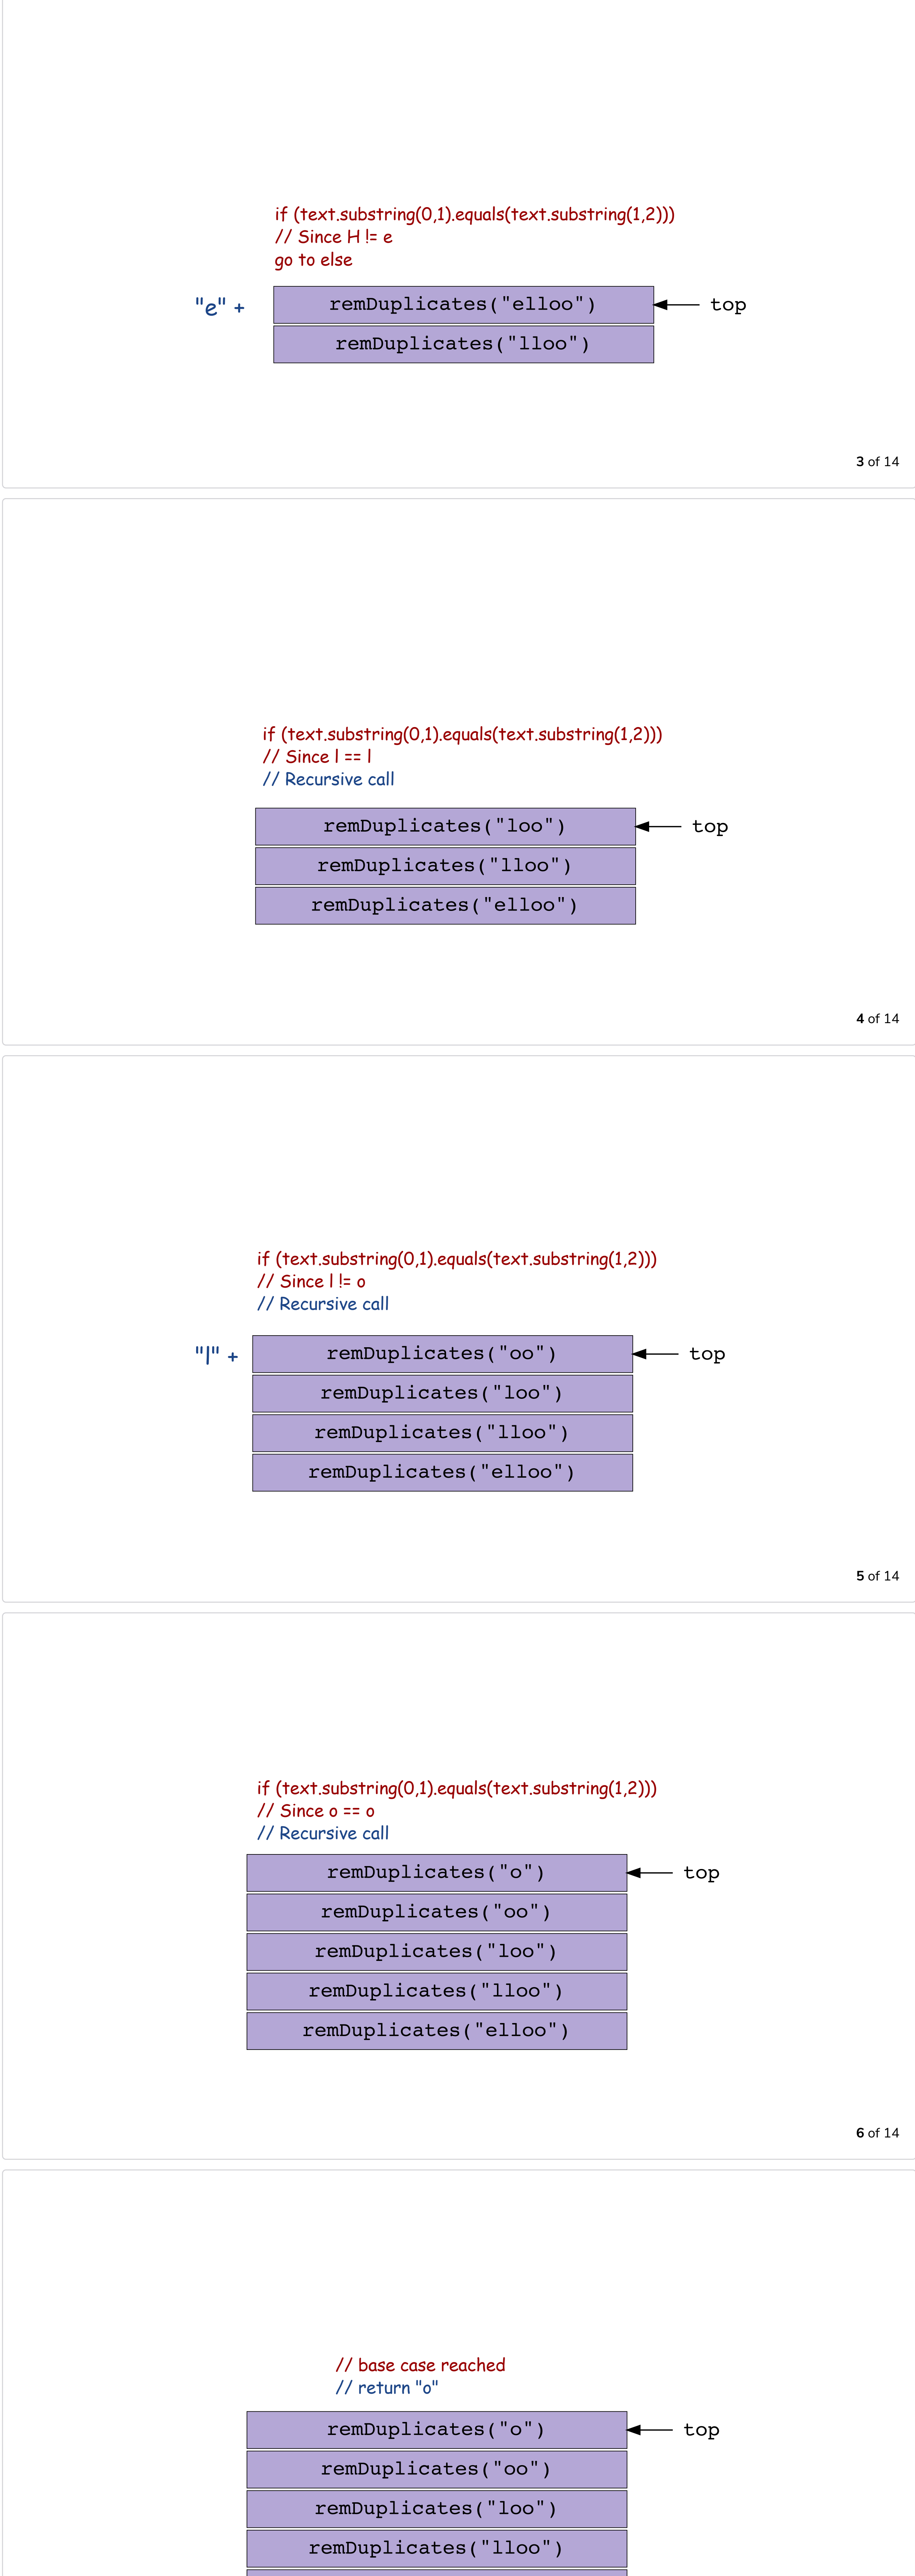 if (text.substring(0,1).equals(text.substring(1,2)))
// Since H != e
go to else
"e" + remDuplicates("elloo") top
remDuplicates("lloo")
3 of 14
if (text.substring(0,1).equals(text.substring(1,2)))
// Since l == l
// Recursive call
remDuplicates("loo") top
remDuplicates("lloo")
remDuplicates("elloo")
4 of 14
if (text.substring(0,1).equals(text.substring(1,2)))
// Since l != o
// Recursive call
"l" + remDuplicates("oo") top
remDuplicates("loo")
remDuplicates("lloo")
remDuplicates("elloo")
5 of 14
if (text.substring(0,1).equals(text.substring(1,2)))
// Since o == o
// Recursive call
remDuplicates("o") top
remDuplicates("oo")
remDuplicates("loo")
remDuplicates("lloo")
remDuplicates("elloo")
6 of 14
// base case reached
// return "o"
remDuplicates("o") top
remDuplicates("oo")
remDuplicates("loo")
remDuplicates("lloo")